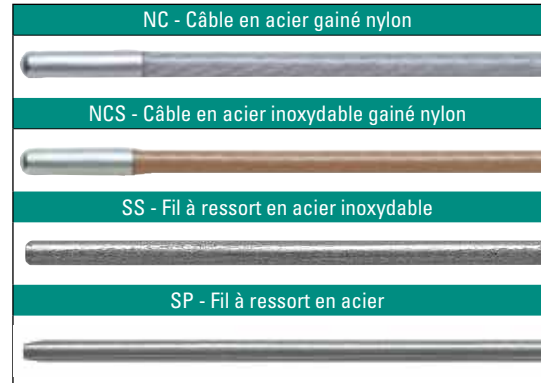 NC - Câble en acier gainé nylon
NCS - Câble en acier inoxydable gainé nylon
SS - Fil à ressort en acier inoxydable
SP - Fil à ressort en acier